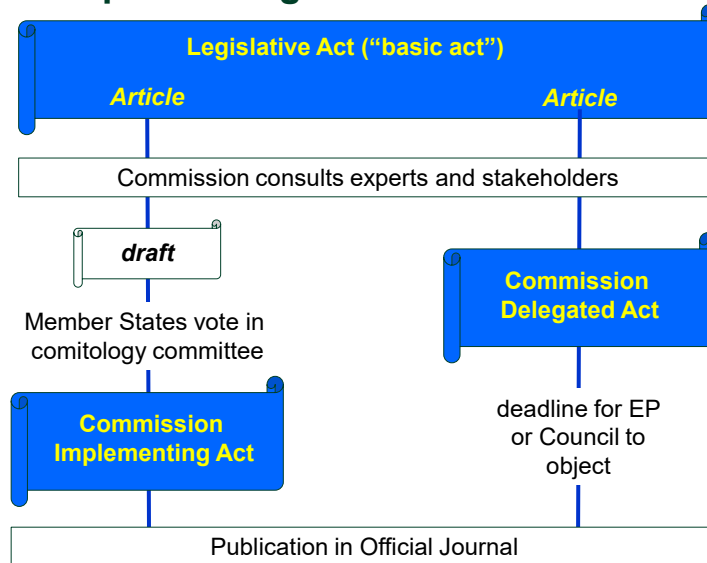 Legislative Act (“basic act”)
Article
Article
Commission consults experts and stakeholders
draft
Commission
Delegated Act
Member States vote in
comitology committee
Commission
Implementing Act
deadline for EP
or Council to
object
Publication in Official Journal